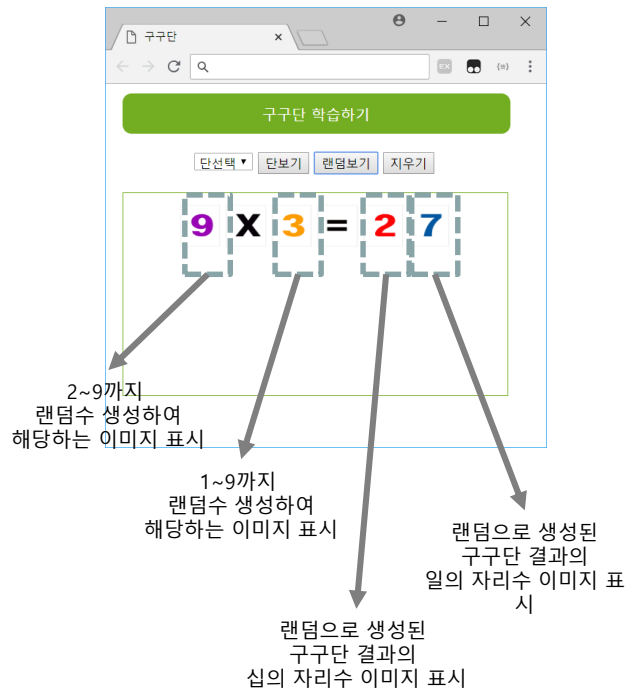 구구단
구구단 학습하기
단선택 단보기 랜덤보기 지우기
9 X 3 = 2 7
2~9까지
랜덤수 생성하여
해당하는 이미지 표시
1~9까지
랜덤수 생성하여
해당하는 이미지 표시
랜덤으로 생성된
구구단 결과의
일의 자리수 이미지 표
시
랜덤으로 생성된
구구단 결과의
십의 자리수 이미지 표시